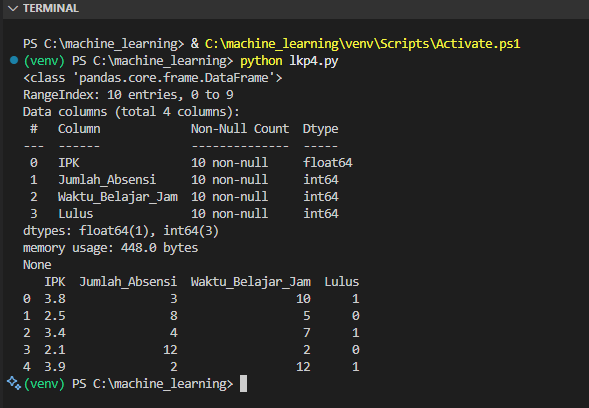 TERMINAL
PS C:\machine_learning> & C:\machine_learning\venv\Scripts\Activate.ps1
(venv) PS C:\machine_learning> python lkp4.py
<class 'pandas.core.frame.DataFrame'>
RangeIndex: 10 entries, 0 to 9
Data columns (total 4 columns):
 #   Column             Non-Null Count  Dtype
---  ------             --------------  -----
 0   IPK                10 non-null     float64
 1   Jumlah_Absensi     10 non-null     int64
 2   Waktu_Belajar_Jam  10 non-null     int64
 3   Lulus              10 non-null     int64
dtypes: float64(1), int64(3)
memory usage: 448.0 bytes
None
   IPK  Jumlah_Absensi  Waktu_Belajar_Jam  Lulus
0  3.8               3                 10      1
1  2.5               8                  5      0
2  3.4               4                  7      1
3  2.1              12                  2      0
4  3.9               2                 12      1
(venv) PS C:\machine_learning>